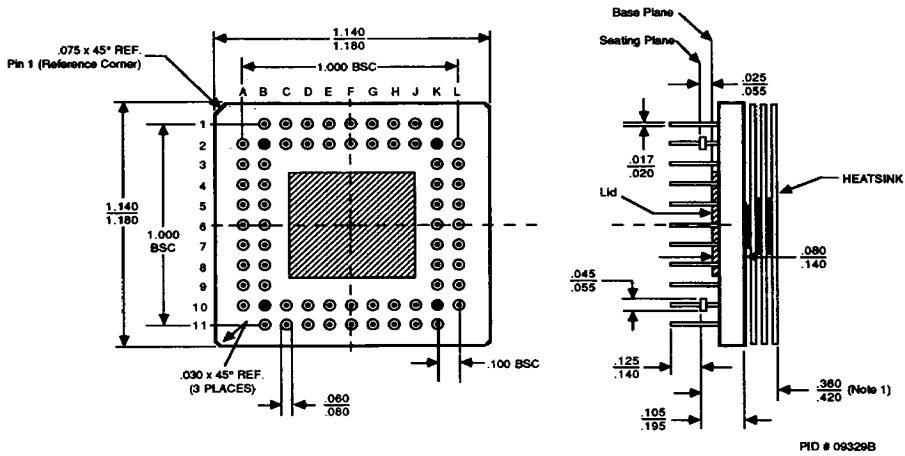 .075 x 45° REF.
Pin 1 (Reference Corner)
1.140
1.180
1.000 BSC
A B C D E F G H J K L
1
2
3
4
5
6
7
8
9
10
11
1.140
1.180
1.000
BSC
.030 x 45° REF.
(3 PLACES)
.060
.080
.100 BSC
Base Plane
Seating Plane
.025
.055
.017
.020
Lid
HEATSINK
.080
.140
.045
.055
.125
.140
.360
.420 (Note 1)
.105
.195
PID # 09329B